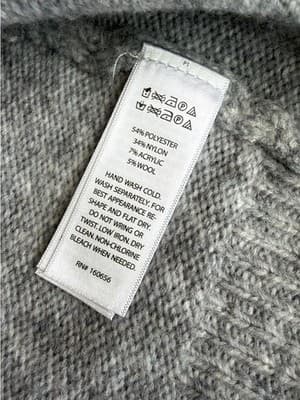 54% POLYESTER
34% NYLON
7% ACRYLIC
5% WOOL
HAND WASH COLD.
WASH SEPARATELY. FOR
BEST APPEARANCE RE-
SHAPE AND FLAT DRY.
DO NOT WRING OR
TWIST, LOW IRON. DRY
CLEAN. NON-CHLORINE
BLEACH WHEN NEEDED.
RN# 160656